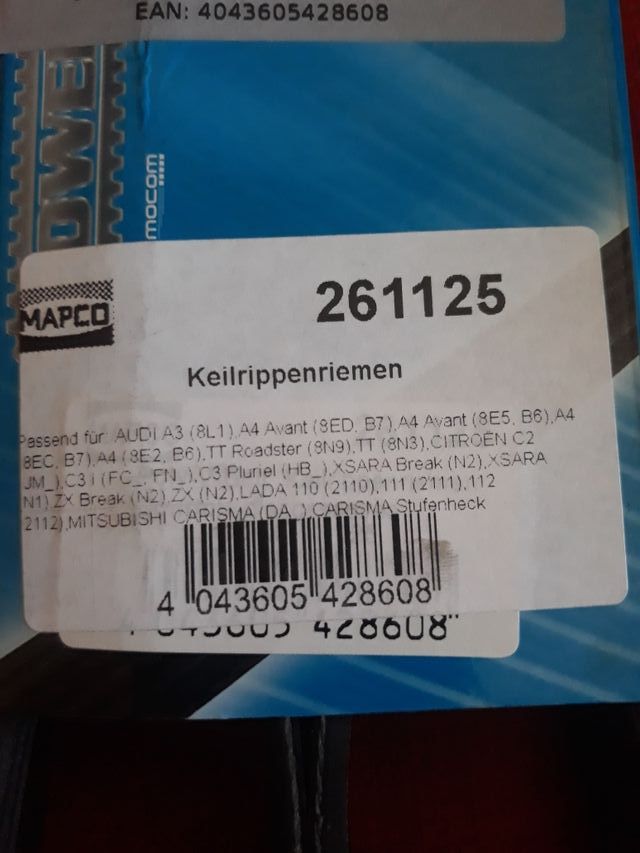 EAN: 4043605428608
OWE
mocom
MAPCO
261125
Keilrippenriemen
Passend für: AUDI A3 (8L1),A4 Avant (8ED, B7),A4 Avant (8E5, B6),A4
8EC, B7),A4 (8E2, B6),TT Roadster (8N9),TT (8N3),CITROËN C2
JM_),C3 I (FC_, FN_),C3 Pluriel (HB_),XSARA Break (N2),XSARA
N1),ZX Break (N2),ZX (N2),LADA 110 (2110),111 (2111),112
2112),MITSUBISHI CARISMA (DA_),CARISMA Stufenheck
4 043605 428608
428608